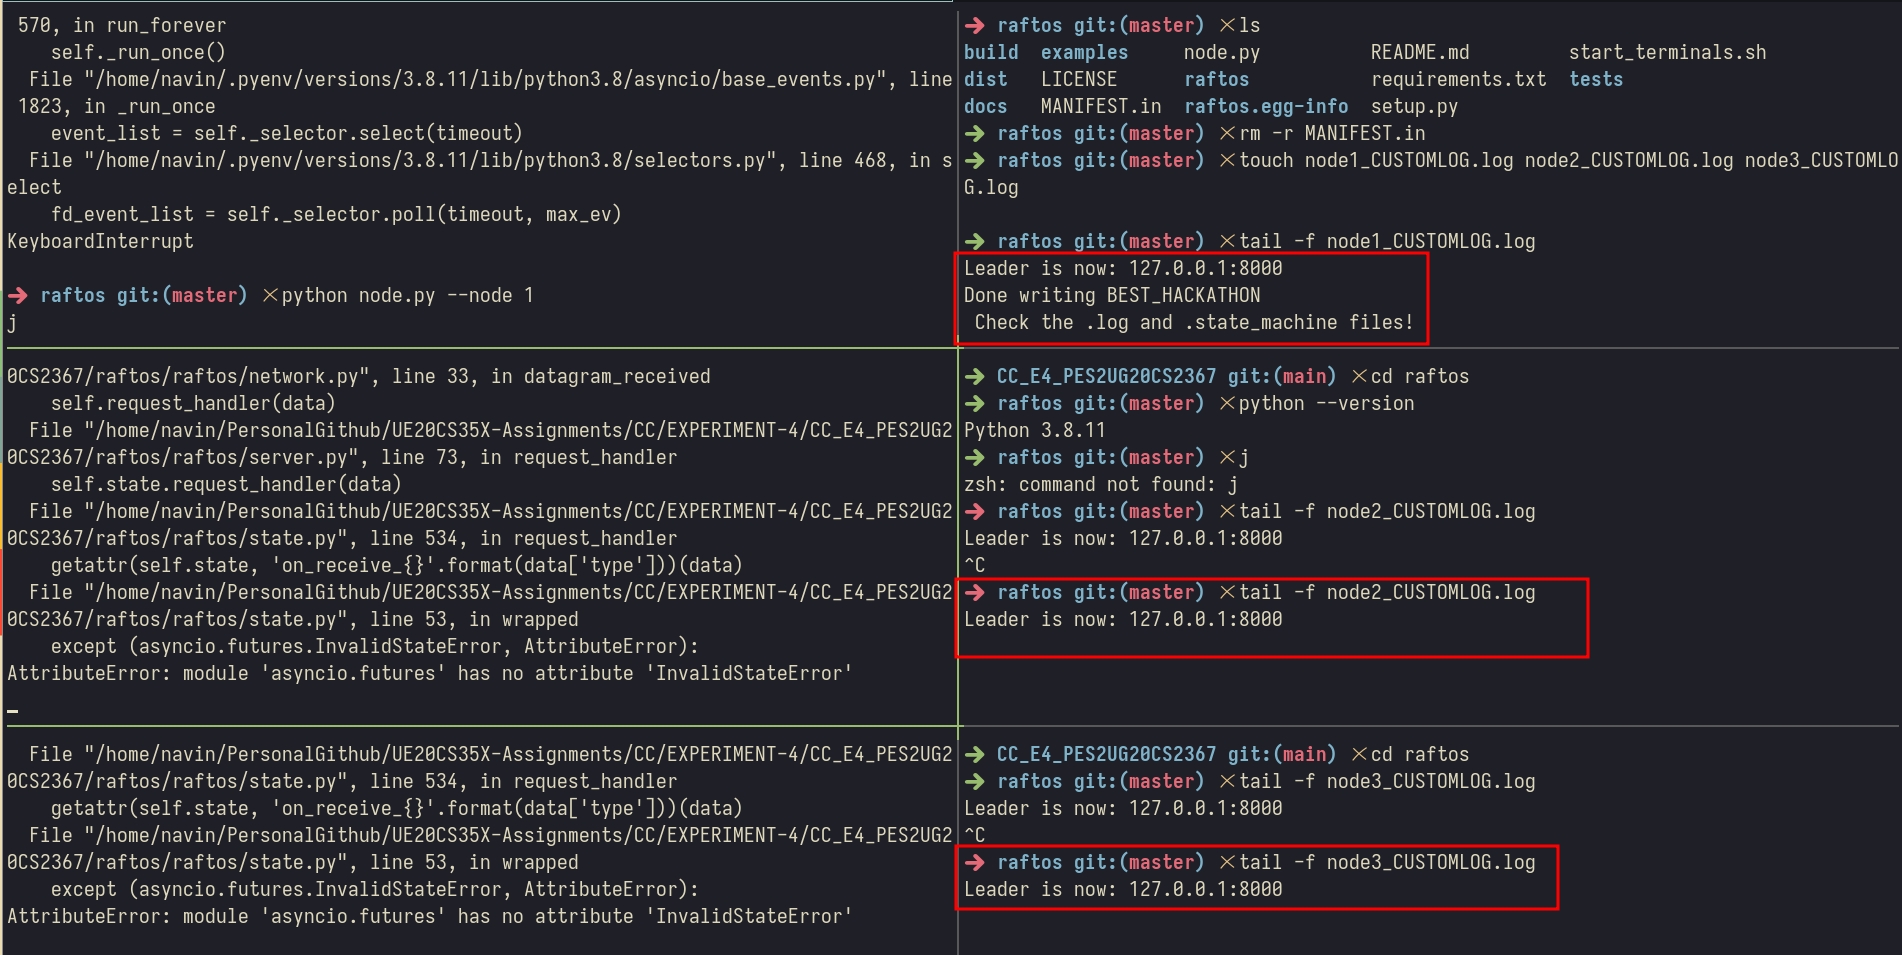 570, in run_forever
self._run_once()
File "/home/navin/.pyenv/versions/3.8.11/lib/python3.8/asyncio/base_events.py", line
1823, in _run_once
event_list = self._selector.select(timeout)
File "/home/navin/.pyenv/versions/3.8.11/lib/python3.8/selectors.py", line 468, in s
elect
fd_event_list = self._selector.poll(timeout, max_ev)
KeyboardInterrupt
➜ raftos git:(master) ✗python node.py --node 1
j
➜ raftos git:(master) ✗ls
build examples node.py README.md start_terminals.sh
dist LICENSE raftos requirements.txt tests
docs MANIFEST.in raftos.egg-info setup.py
➜ raftos git:(master) ✗rm -r MANIFEST.in
➜ raftos git:(master) ✗touch node1_CUSTOMLOG.log node2_CUSTOMLOG.log node3_CUSTOMLO
G.log
➜ raftos git:(master) ✗tail -f node1_CUSTOMLOG.log
Leader is now: 127.0.0.1:8000
Done writing BEST_HACKATHON
Check the .log and .state_machine files!
0CS2367/raftos/raftos/network.py", line 33, in datagram_received
self.request_handler(data)
File "/home/navin/PersonalGithub/UE20CS35X-Assignments/CC/EXPERIMENT-4/CC_E4_PES2UG2
0CS2367/raftos/raftos/server.py", line 73, in request_handler
self.state.request_handler(data)
File "/home/navin/PersonalGithub/UE20CS35X-Assignments/CC/EXPERIMENT-4/CC_E4_PES2UG2
0CS2367/raftos/raftos/state.py", line 534, in request_handler
getattr(self.state, 'on_receive_{}'.format(data['type']))(data)
File "/home/navin/PersonalGithub/UE20CS35X-Assignments/CC/EXPERIMENT-4/CC_E4_PES2UG2
0CS2367/raftos/raftos/state.py", line 53, in wrapped
except (asyncio.futures.InvalidStateError, AttributeError):
AttributeError: module 'asyncio.futures' has no attribute 'InvalidStateError'
➜ CC_E4_PES2UG20CS2367 git:(main) ✗cd raftos
➜ raftos git:(master) ✗python --version
Python 3.8.11
➜ raftos git:(master) ✗j
zsh: command not found: j
➜ raftos git:(master) ✗tail -f node2_CUSTOMLOG.log
Leader is now: 127.0.0.1:8000
^C
➜ raftos git:(master) ✗tail -f node2_CUSTOMLOG.log
Leader is now: 127.0.0.1:8000
File "/home/navin/PersonalGithub/UE20CS35X-Assignments/CC/EXPERIMENT-4/CC_E4_PES2UG2
0CS2367/raftos/raftos/state.py", line 534, in request_handler
getattr(self.state, 'on_receive_{}'.format(data['type']))(data)
File "/home/navin/PersonalGithub/UE20CS35X-Assignments/CC/EXPERIMENT-4/CC_E4_PES2UG2
0CS2367/raftos/raftos/state.py", line 53, in wrapped
except (asyncio.futures.InvalidStateError, AttributeError):
AttributeError: module 'asyncio.futures' has no attribute 'InvalidStateError'
➜ CC_E4_PES2UG20CS2367 git:(main) ✗cd raftos
➜ raftos git:(master) ✗tail -f node3_CUSTOMLOG.log
Leader is now: 127.0.0.1:8000
^C
➜ raftos git:(master) ✗tail -f node3_CUSTOMLOG.log
Leader is now: 127.0.0.1:8000